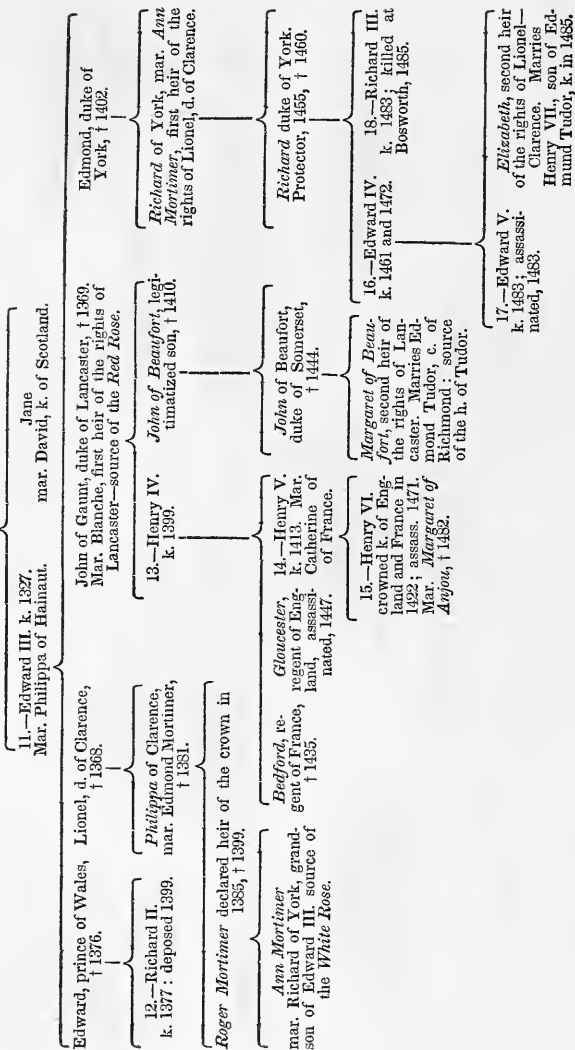 11.—Edward III. k. 1327.
Mar. Philippa of Hainaut.
Jane
mar. David, k. of Scotland.
Edward, prince of Wales,
† 1376.
Lionel, d. of Clarence,
† 1368.
John of Gaunt, duke of Lancaster, † 1369.
Mar. Blanche, first heir of the rights of
Lancaster—source of the Red Rose.
Edmond, duke of
York, † 1402.
12.—Richard II.
k. 1377: deposed 1399.
Philippa of Clarence,
mar. Edmond Mortimer,
† 1381.
13.—Henry IV.
k. 1399.
John of Beaufort, legi-
timatized son, † 1410.
Richard of York, mar. Ann
Mortimer, first heir of the
rights of Lionel, d. of Clarence.
Roger Mortimer declared heir of the crown in
1385, † 1399.
Ann Mortimer
mar. Richard of York, grand-
son of Edward III. source of
the White Rose.
Bedford, re-
gent of France,
† 1435.
Gloucester,
regent of Eng-
land, assassi-
nated, 1447.
14.—Henry V.
k. 1413. Mar.
Catherine of
of France.
John of Beaufort,
duke of Somerset,
† 1444.
Richard duke of York.
Protector, 1455, † 1460.
15.—Henry VI.
crowned k. of Eng-
land and France in
1422; assass. 1471.
Mar. Margaret of
Anjou, † 1482.
Margaret of Beau-
fort, second heir of
the rights of Lan-
caster. Marries Ed-
mond Tudor, c. of
Richmond: source
of the h. of Tudor.
16.—Edward IV.
k. 1461 and 1472.
18.—Richard III.
k. 1483; killed at
Bosworth, 1485.
17.—Edward V.
k. 1483; assassi-
nated, 1483.
Elizabeth, second heir
of the rights of Lionel—
Clarence. Marries
Henry VII., son of Ed-
mund Tudor, k. in 1485.